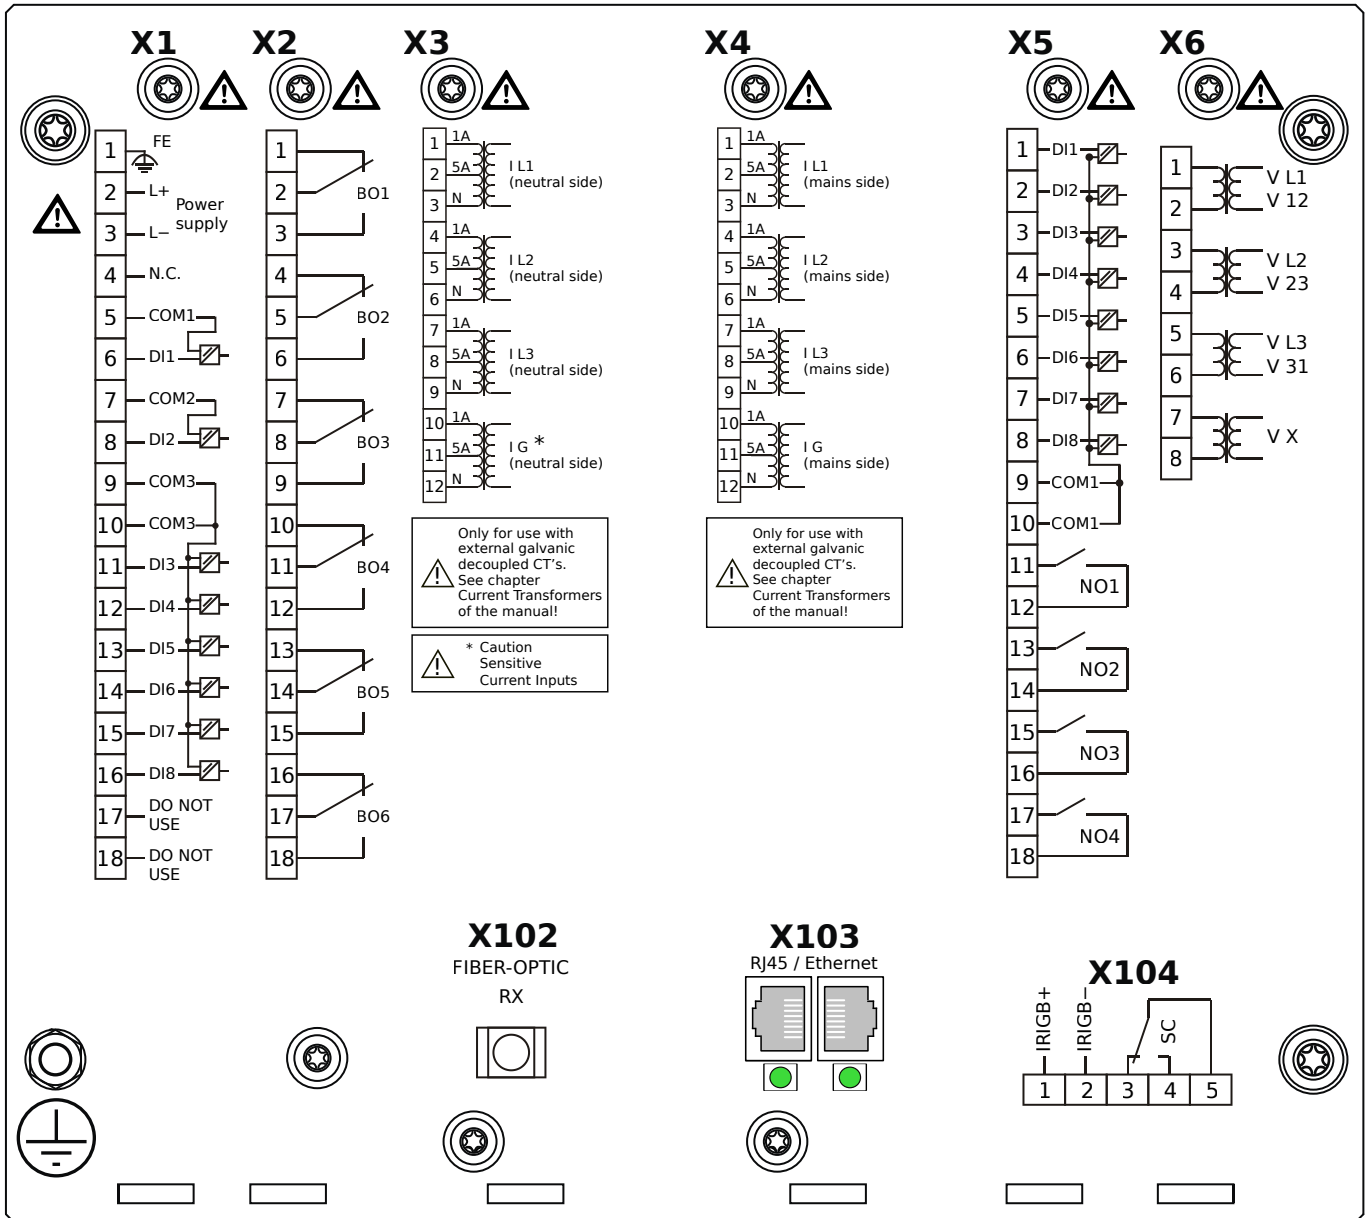 X1
X2
X3
X4
X5
X6
1 FE
2 L+
Power
supply
3 L−
4 N.C.
5 COM1
6 DI1
7 COM2
8 DI2
9 COM3
10 COM3
11 DI3
12 DI4
13 DI5
14 DI6
15 DI7
16 DI8
17 DO NOT
USE
18 DO NOT
USE
1
2 BO1
3
4
5 BO2
6
7
8 BO3
9
10
11 BO4
12
13
14 BO5
15
16
17 BO6
18
1 1A
2 5A I L1
(neutral side)
3 N
4 1A
5 5A I L2
(neutral side)
6 N
7 1A
8 5A I L3
(neutral side)
9 N
10 1A
11 5A I G *
(neutral side)
12 N
Only for use with
external galvanic
decoupled CT's.
See chapter
Current Transformers
of the manual!
* Caution
Sensitive
Current Inputs
1 1A
2 5A I L1
(mains side)
3 N
4 1A
5 5A I L2
(mains side)
6 N
7 1A
8 5A I L3
(mains side)
9 N
10 1A
11 5A I G
(mains side)
12 N
Only for use with
external galvanic
decoupled CT's.
See chapter
Current Transformers
of the manual!
1 DI1
2 DI2
3 DI3
4 DI4
5 DI5
6 DI6
7 DI7
8 DI8
9 COM1
10 COM1
11
NO1
12
13
NO2
14
15
NO3
16
17
NO4
18
1 V L1
2 V 12
3 V L2
4 V 23
5 V L3
6 V 31
7 V X
8
X102
FIBER-OPTIC
RX
X103
RJ45 / Ethernet
X104
IRIGB+
IRIGB−
SC
1 2 3 4 5